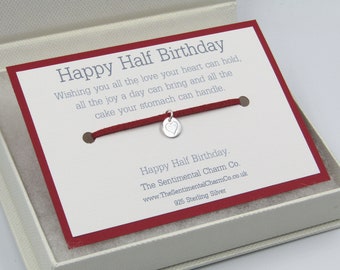 Happy Half Birthday
Wishing you all the love your heart can hold,
all the joy a day can bring and all the
cake your stomach can handle.
Happy Half Birthday.
The Sentimental Charm Co.
www.TheSentimentalCharmCo.co.uk
925 Sterling Silver